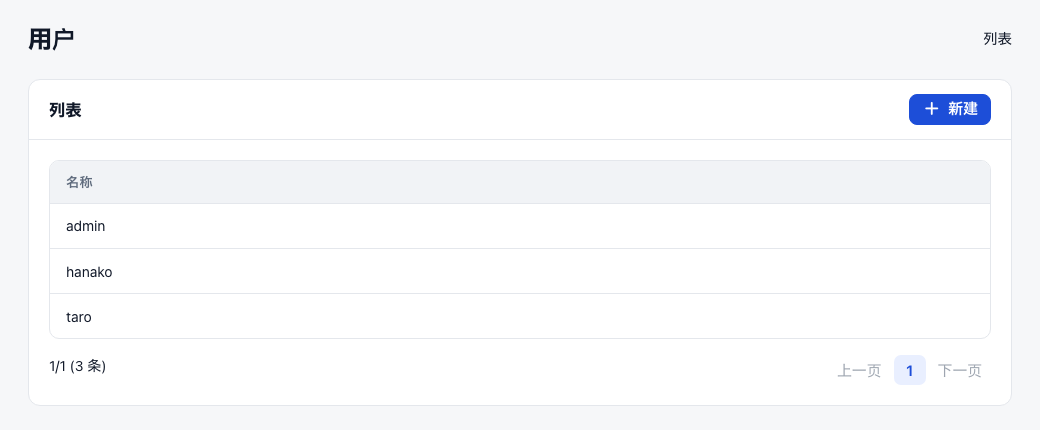 用户
列表
列表
新建
名称
admin
hanako
taro
1/1 (3 条)
上一页 1 下一页